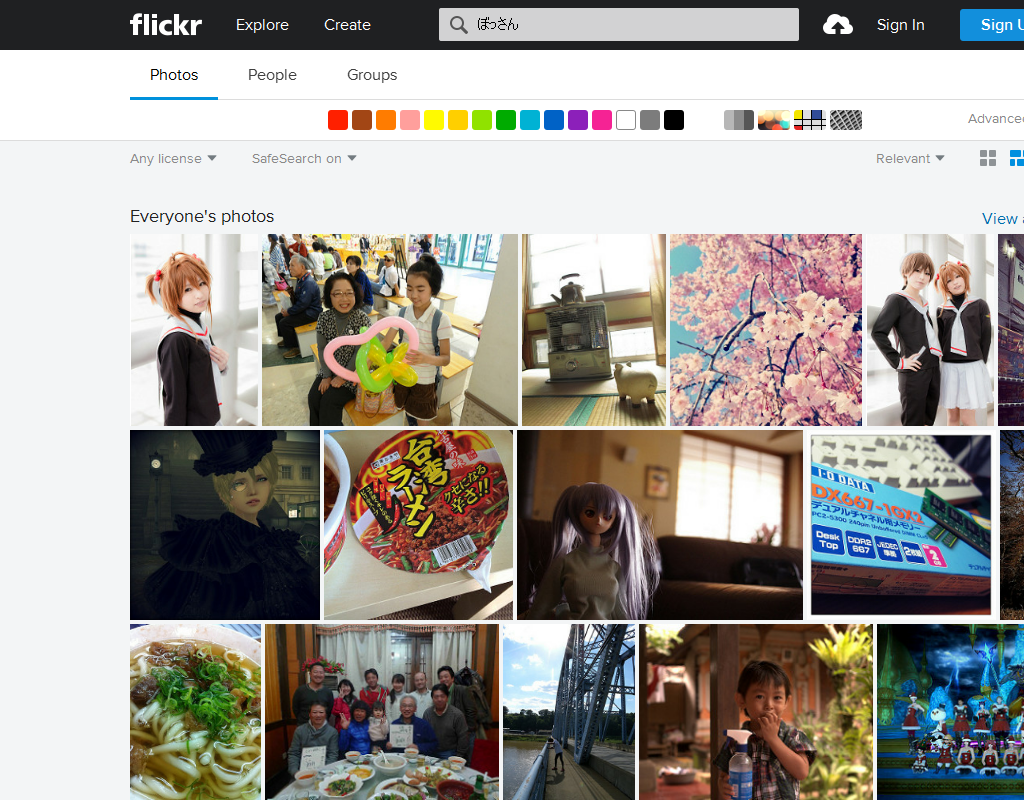 flickr Explore Create ぼっさん Sign In Sign U
Photos People Groups
Advanced
Any license SafeSearch on Relevant
Everyone's photos View a
台湾
ラーメン
クセになる
辛さ!!
I-O DATA
DX667-1GX2
デュアルチャネル用メモリー
PC2-5300 240pin Unbuffered DIMM
Desk Top DDR2 667 JEDEC準拠 2枚組